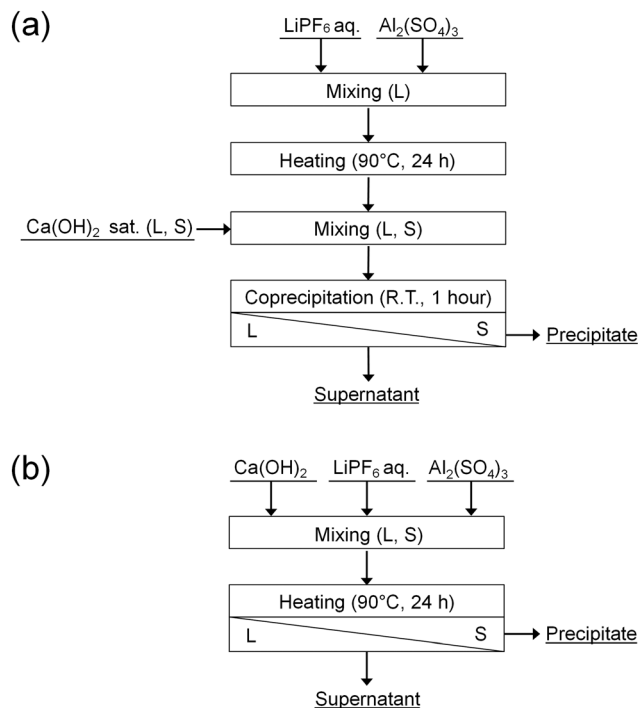 (a)
LiPF6 aq. Al2(SO4)3
Mixing (L)
Heating (90°C, 24 h)
Ca(OH)2 sat. (L, S)
Mixing (L, S)
Coprecipitation (R.T., 1 hour)
L S
Precipitate
Supernatant
(b)
Ca(OH)2 LiPF6 aq. Al2(SO4)3
Mixing (L, S)
Heating (90°C, 24 h)
L S
Precipitate
Supernatant